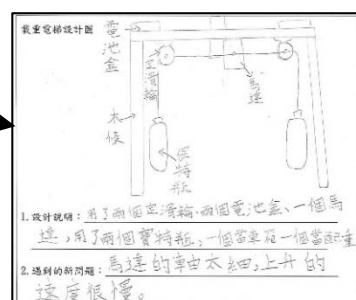 載重電梯設計圖
電池盒
定滑輪
馬達
木候
保特瓶
1.設計說明:用了兩個定滑輪、兩個電池盒、一個馬
達,用了兩個寶特瓶,一個當車箱一個當配重
2.遇到的新問題:馬達的軸太細,上升的
速度很慢。